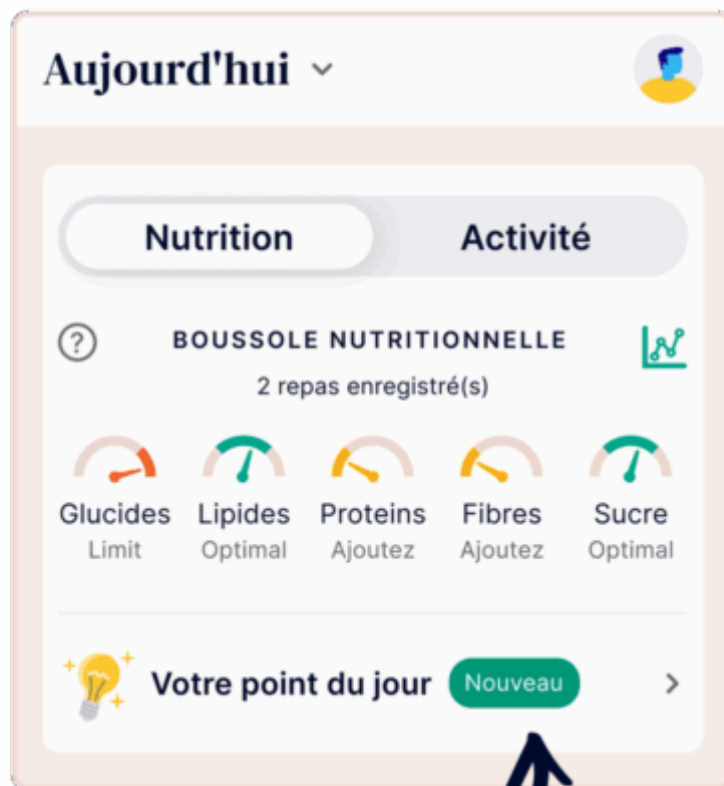 Aujourd'hui
Nutrition Activité
BOUSSOLE NUTRITIONNELLE
2 repas enregistré(s)
Glucides Lipides Proteins Fibres Sucre
Limit Optimal Ajoutez Ajoutez Optimal
Votre point du jour Nouveau